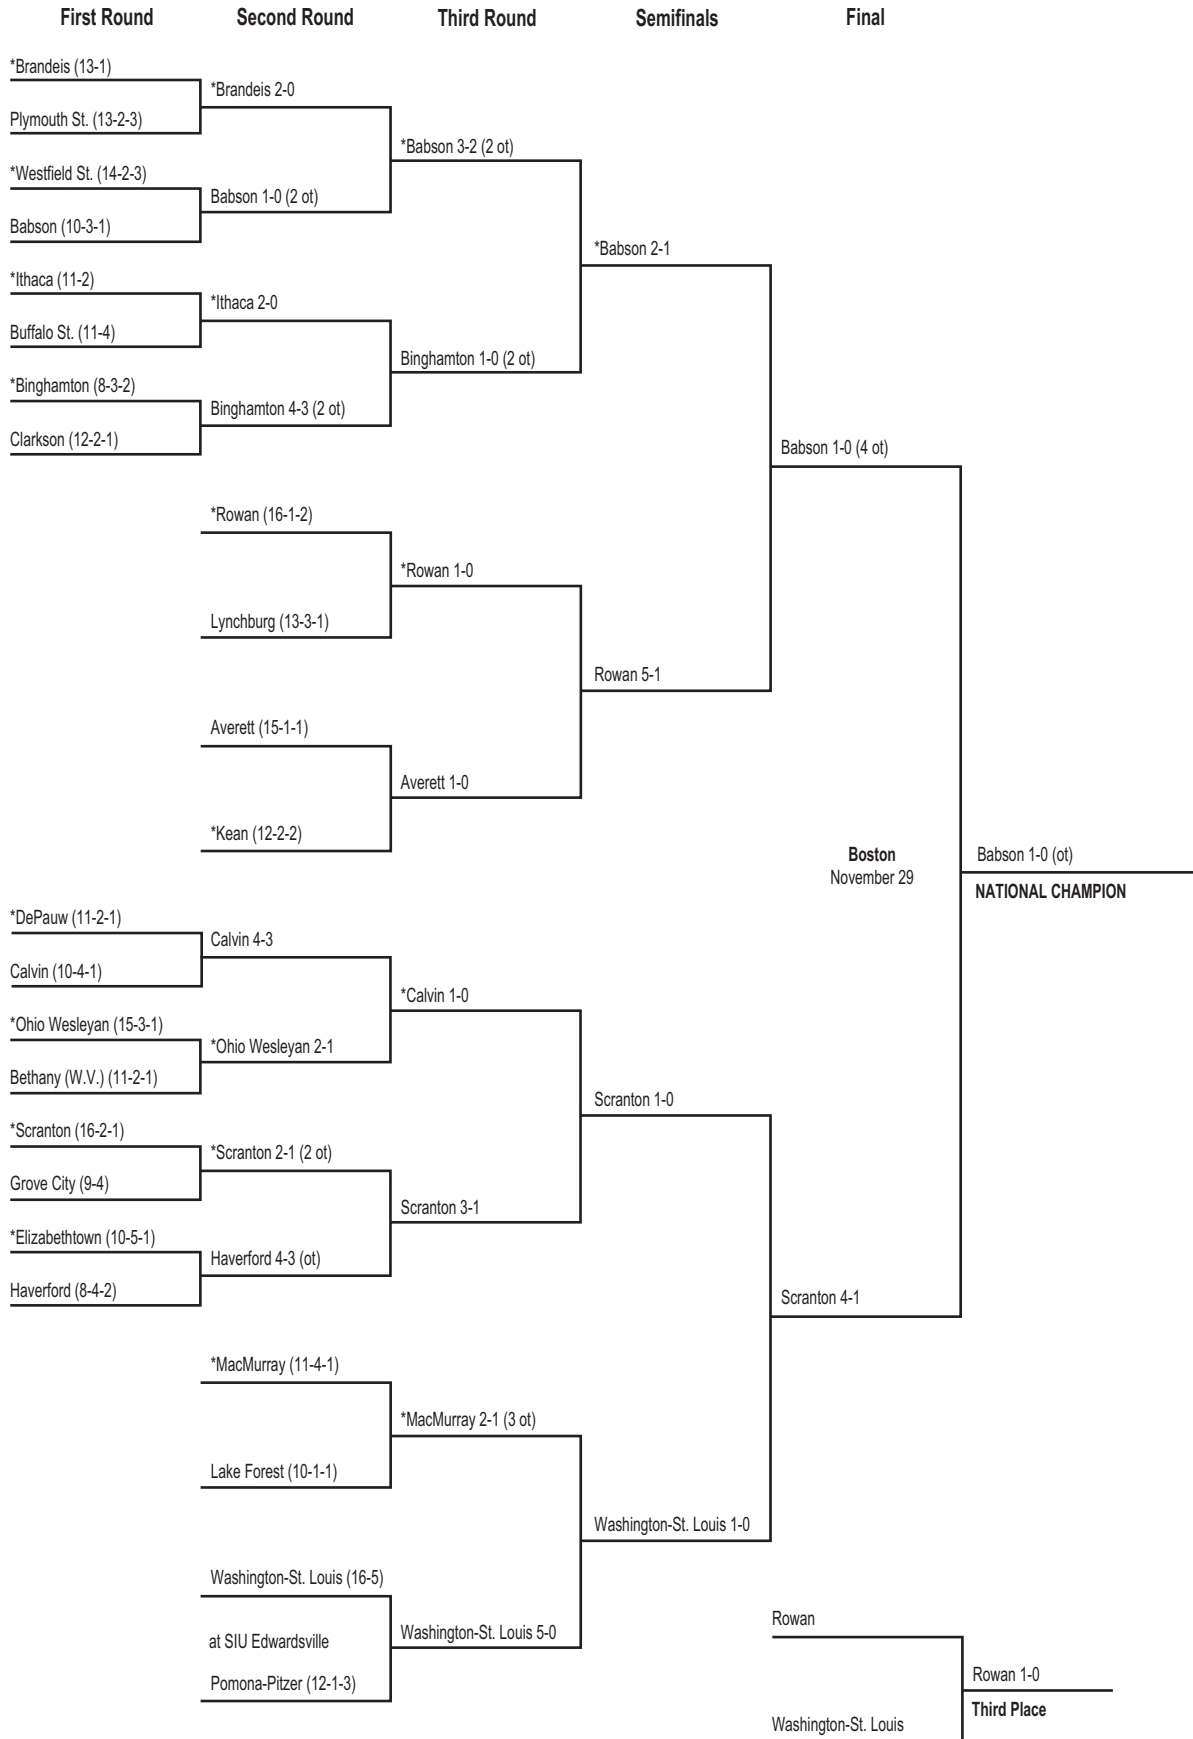 First Round
Second Round
Third Round
Semifinals
Final
*Brandeis (13-1)
*Brandeis 2-0
Plymouth St. (13-2-3)
*Babson 3-2 (2 ot)
*Westfield St. (14-2-3)
Babson 1-0 (2 ot)
Babson (10-3-1)
*Babson 2-1
*Ithaca (11-2)
*Ithaca 2-0
Buffalo St. (11-4)
Binghamton 1-0 (2 ot)
*Binghamton (8-3-2)
Binghamton 4-3 (2 ot)
Clarkson (12-2-1)
Babson 1-0 (4 ot)
*Rowan (16-1-2)
*Rowan 1-0
Lynchburg (13-3-1)
Rowan 5-1
Averett (15-1-1)
Averett 1-0
*Kean (12-2-2)
Boston
November 29
Babson 1-0 (ot)
NATIONAL CHAMPION
*DePauw (11-2-1)
Calvin 4-3
Calvin (10-4-1)
*Calvin 1-0
*Ohio Wesleyan (15-3-1)
*Ohio Wesleyan 2-1
Bethany (W.V.) (11-2-1)
Scranton 1-0
*Scranton (16-2-1)
*Scranton 2-1 (2 ot)
Grove City (9-4)
Scranton 3-1
*Elizabethtown (10-5-1)
Haverford 4-3 (ot)
Haverford (8-4-2)
Scranton 4-1
*MacMurray (11-4-1)
*MacMurray 2-1 (3 ot)
Lake Forest (10-1-1)
Washington-St. Louis 1-0
Washington-St. Louis (16-5)
at SIU Edwardsville
Washington-St. Louis 5-0
Pomona-Pitzer (12-1-3)
Rowan
Rowan 1-0
Third Place
Washington-St. Louis